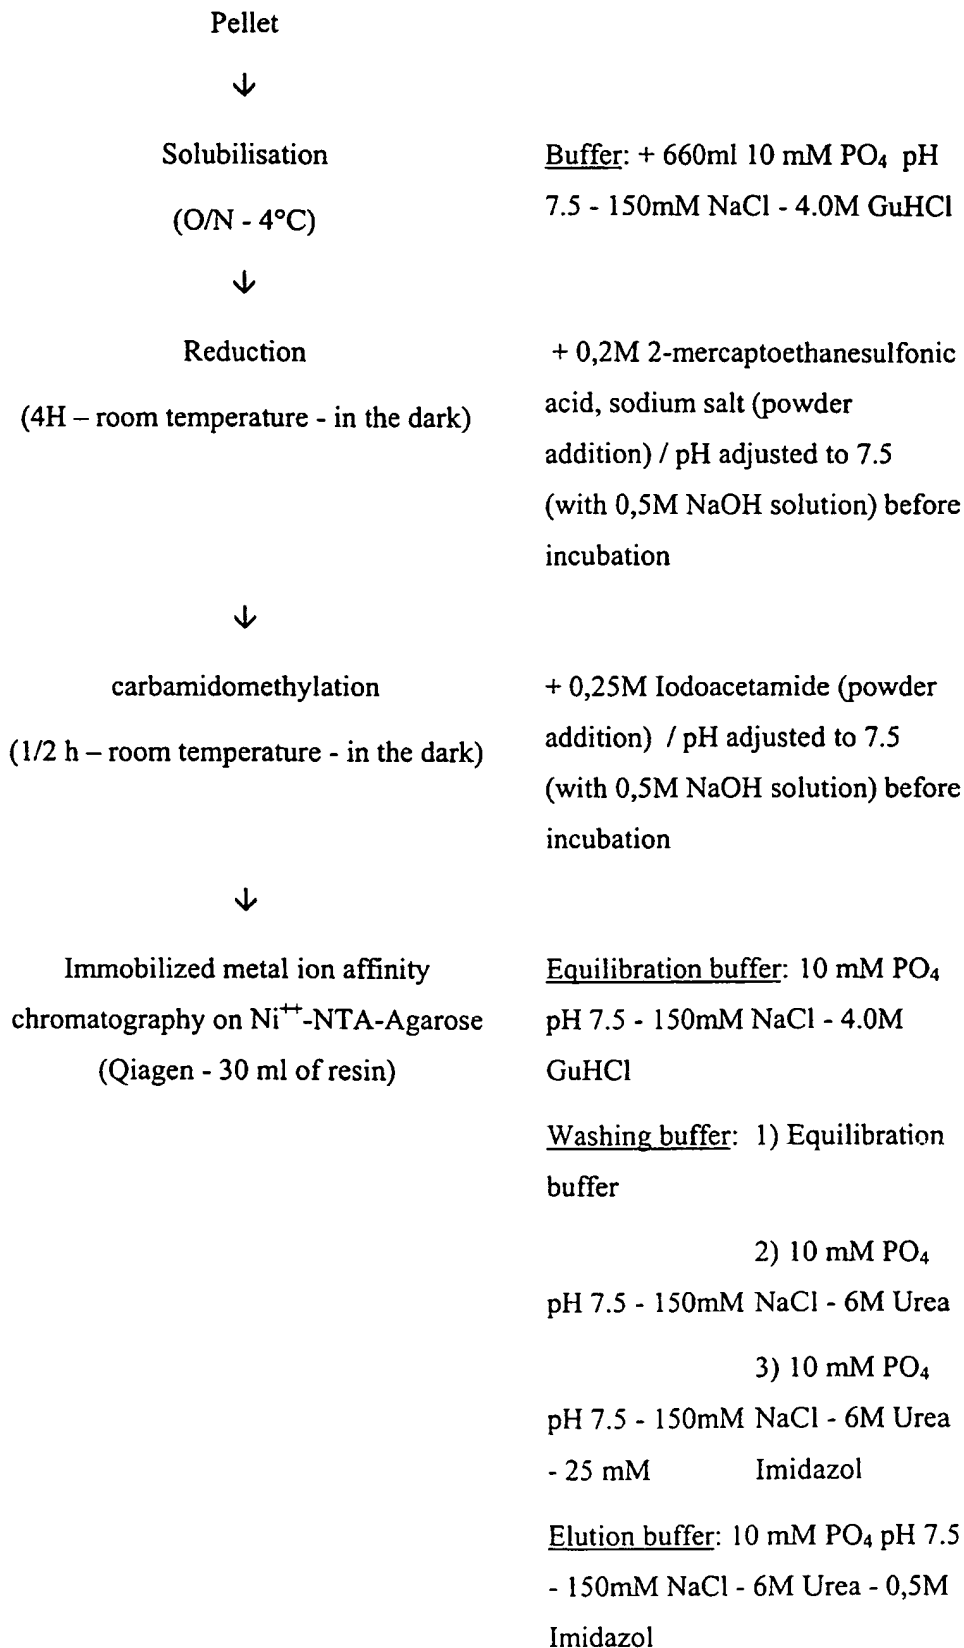 Pellet
↓
Solubilisation
(O/N - 4°C)
Buffer: + 660ml 10 mM PO₄ pH
7.5 - 150mM NaCl - 4.0M GuHCl
↓
Reduction
(4H – room temperature - in the dark)
+ 0,2M 2-mercaptoethanesulfonic
acid, sodium salt (powder
addition) / pH adjusted to 7.5
(with 0,5M NaOH solution) before
incubation
↓
carbamidomethylation
(1/2 h – room temperature - in the dark)
+ 0,25M Iodoacetamide (powder
addition) / pH adjusted to 7.5
(with 0,5M NaOH solution) before
incubation
↓
Immobilized metal ion affinity
chromatography on Ni⁺⁺-NTA-Agarose
(Qiagen - 30 ml of resin)
Equilibration buffer: 10 mM PO₄
pH 7.5 - 150mM NaCl - 4.0M
GuHCl
Washing buffer: 1) Equilibration
buffer
2) 10 mM PO₄
pH 7.5 - 150mM NaCl - 6M Urea
3) 10 mM PO₄
pH 7.5 - 150mM NaCl - 6M Urea
- 25 mM Imidazol
Elution buffer: 10 mM PO₄ pH 7.5
- 150mM NaCl - 6M Urea - 0,5M
Imidazol